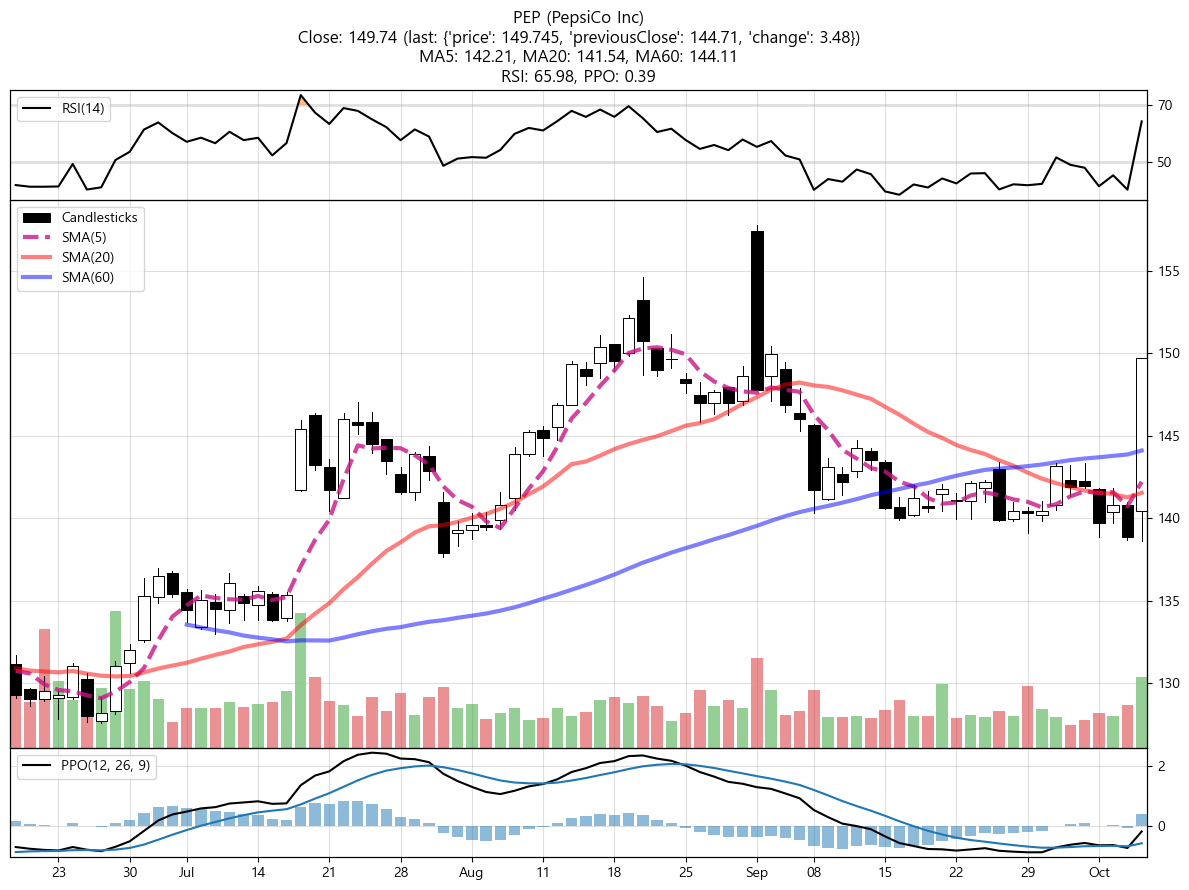 PEP (PepsiCo Inc)
Close: 149.74 (last: {'price': 149.745, 'previousClose': 144.71, 'change': 3.48})
MA5: 142.21, MA20: 141.54, MA60: 144.11
RSI: 65.98, PPO: 0.39
RSI(14)
70
50
Candlesticks
SMA(5)
SMA(20)
SMA(60)
155
150
145
140
135
130
PPO(12, 26, 9)
2
0
23 30 Jul 14 21 28 Aug 11 18 25 Sep 08 15 22 29 Oct